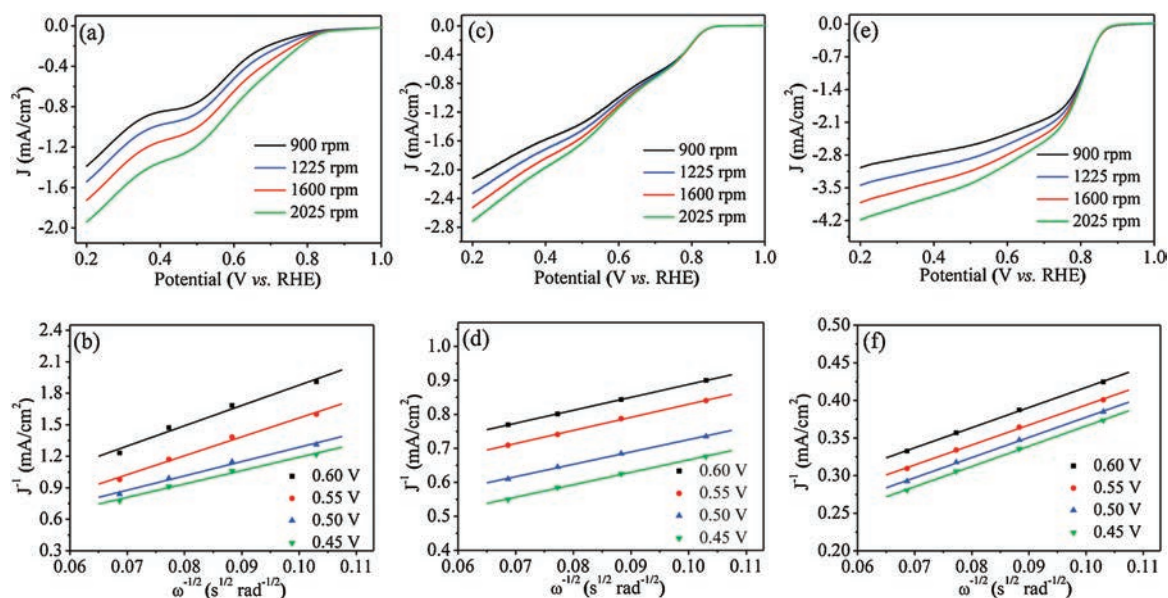 (a)
0.0
-0.4
-0.8
-1.2
-1.6
-2.0
J (mA/cm²)
900 rpm
1225 rpm
1600 rpm
2025 rpm
0.2 0.4 0.6 0.8 1.0
Potential (V vs. RHE)
(c)
0.0
-0.4
-0.8
-1.2
-1.6
-2.0
-2.4
-2.8
J (mA/cm²)
900 rpm
1225 rpm
1600 rpm
2025 rpm
0.2 0.4 0.6 0.8 1.0
Potential (V vs. RHE)
(e)
0.0
-0.7
-1.4
-2.1
-2.8
-3.5
-4.2
J (mA/cm²)
900 rpm
1225 rpm
1600 rpm
2025 rpm
0.2 0.4 0.6 0.8 1.0
Potential (V vs. RHE)
(b)
2.4
2.1
1.8
1.5
1.2
0.9
0.6
0.3
J⁻¹ (mA/cm²)
0.60 V
0.55 V
0.50 V
0.45 V
0.07 0.08 0.09 0.10 0.11
ω⁻¹/² (s¹/² rad⁻¹/²)
(d)
1.0
0.9
0.8
0.7
0.6
0.5
0.4
J⁻¹ (mA/cm²)
0.60 V
0.55 V
0.50 V
0.45 V
0.07 0.08 0.09 0.10 0.11
ω⁻¹/² (s¹/² rad⁻¹/²)
(f)
0.50
0.45
0.40
0.35
0.30
0.25
0.20
J⁻¹ (mA/cm²)
0.60 V
0.55 V
0.50 V
0.45 V
0.07 0.08 0.09 0.10 0.11
ω⁻¹/² (s¹/² rad⁻¹/²)